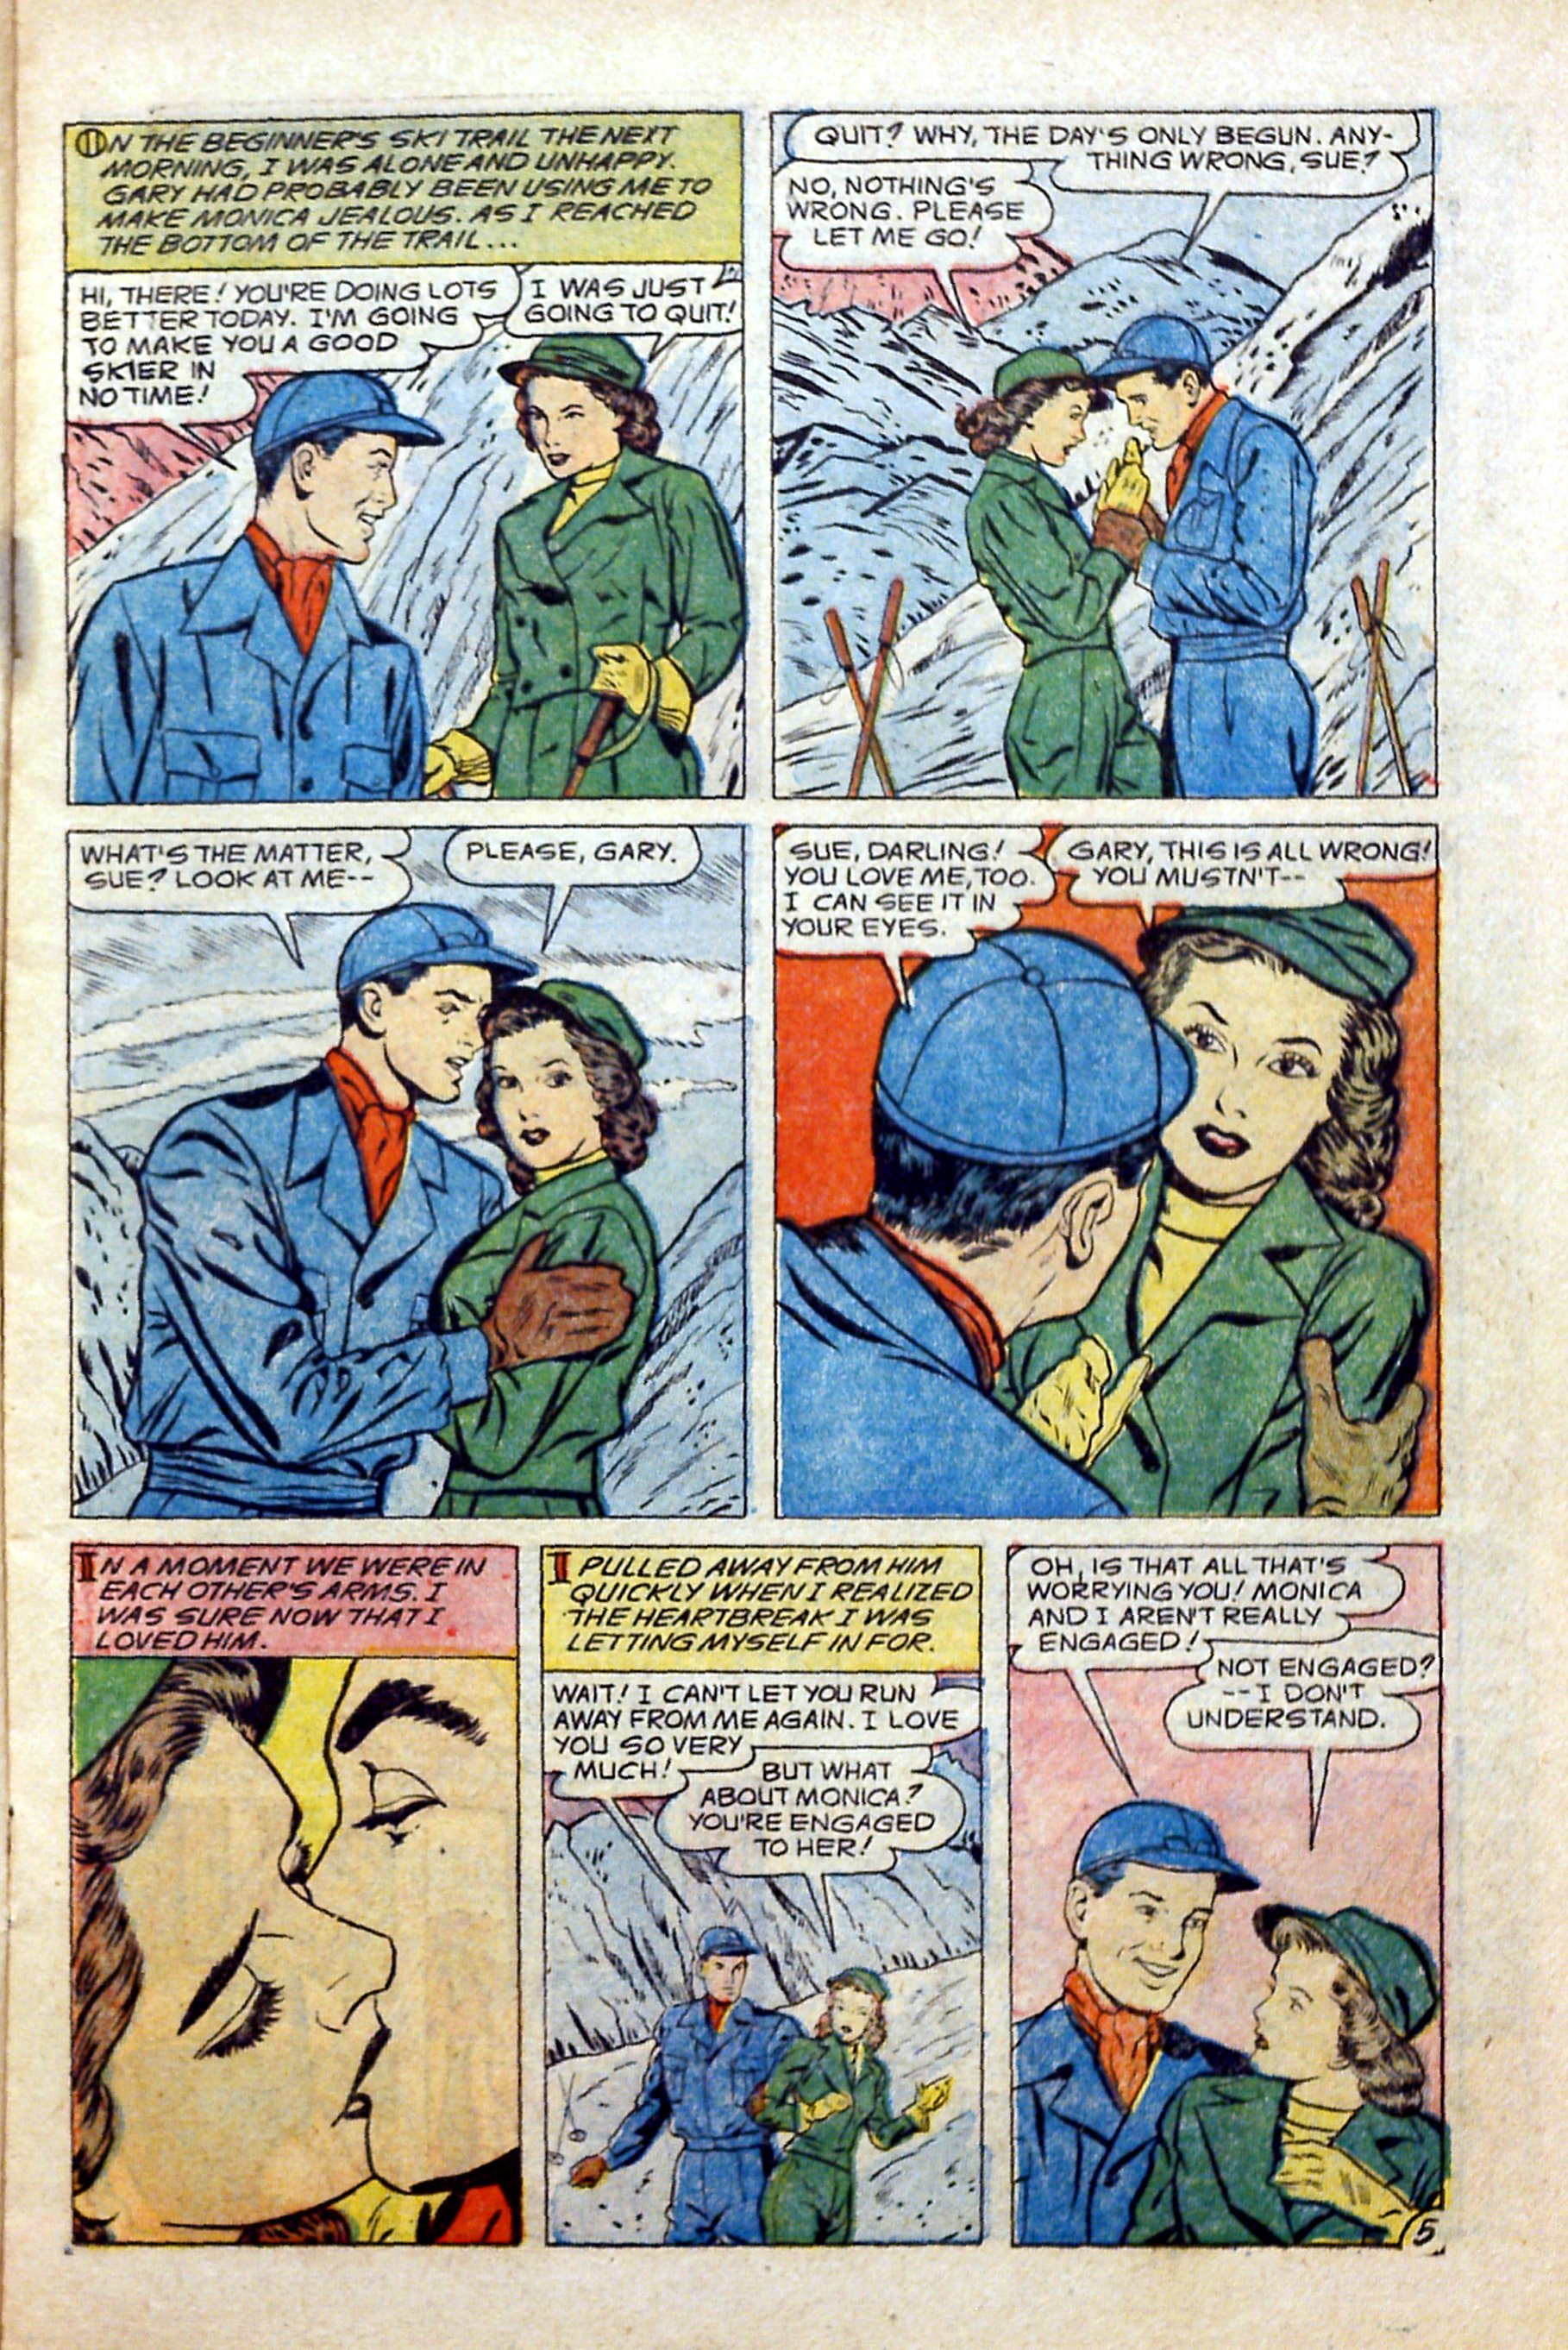 ON THE BEGINNER'S SKI TRAIL THE NEXT
MORNING, I WAS ALONE AND UNHAPPY.
GARY HAD PROBABLY BEEN USING ME TO
MAKE MONICA JEALOUS. AS I REACHED
THE BOTTOM OF THE TRAIL...
HI, THERE! YOU'RE DOING LOTS
BETTER TODAY. I'M GOING
TO MAKE YOU A GOOD
SKIER IN
NO TIME!
I WAS JUST
GOING TO QUIT!
QUIT? WHY, THE DAY'S ONLY BEGUN. ANY-
THING WRONG, SUE?
NO, NOTHING'S
WRONG. PLEASE
LET ME GO!
WHAT'S THE MATTER,
SUE? LOOK AT ME--
PLEASE, GARY.
SUE, DARLING!
YOU LOVE ME, TOO.
I CAN SEE IT IN
YOUR EYES.
GARY, THIS IS ALL WRONG!
YOU MUSTN'T--
IN A MOMENT WE WERE IN
EACH OTHER'S ARMS. I
WAS SURE NOW THAT I
LOVED HIM.
I PULLED AWAY FROM HIM
QUICKLY WHEN I REALIZED
THE HEARTBREAK I WAS
LETTING MYSELF IN FOR.
WAIT! I CAN'T LET YOU RUN
AWAY FROM ME AGAIN. I LOVE
YOU SO VERY
MUCH!
BUT WHAT
ABOUT MONICA?
YOU'RE ENGAGED
TO HER!
OH, IS THAT ALL THAT'S
WORRYING YOU! MONICA
AND I AREN'T REALLY
ENGAGED!
NOT ENGAGED?
--I DON'T
UNDERSTAND.
5